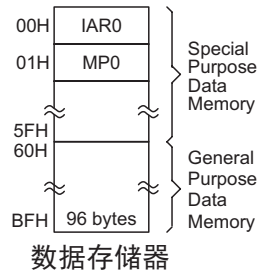 00H IAR0
01H MP0
Special
Purpose
Data
Memory
5FH
60H
General
Purpose
Data
Memory
BFH 96 bytes
数据存储器